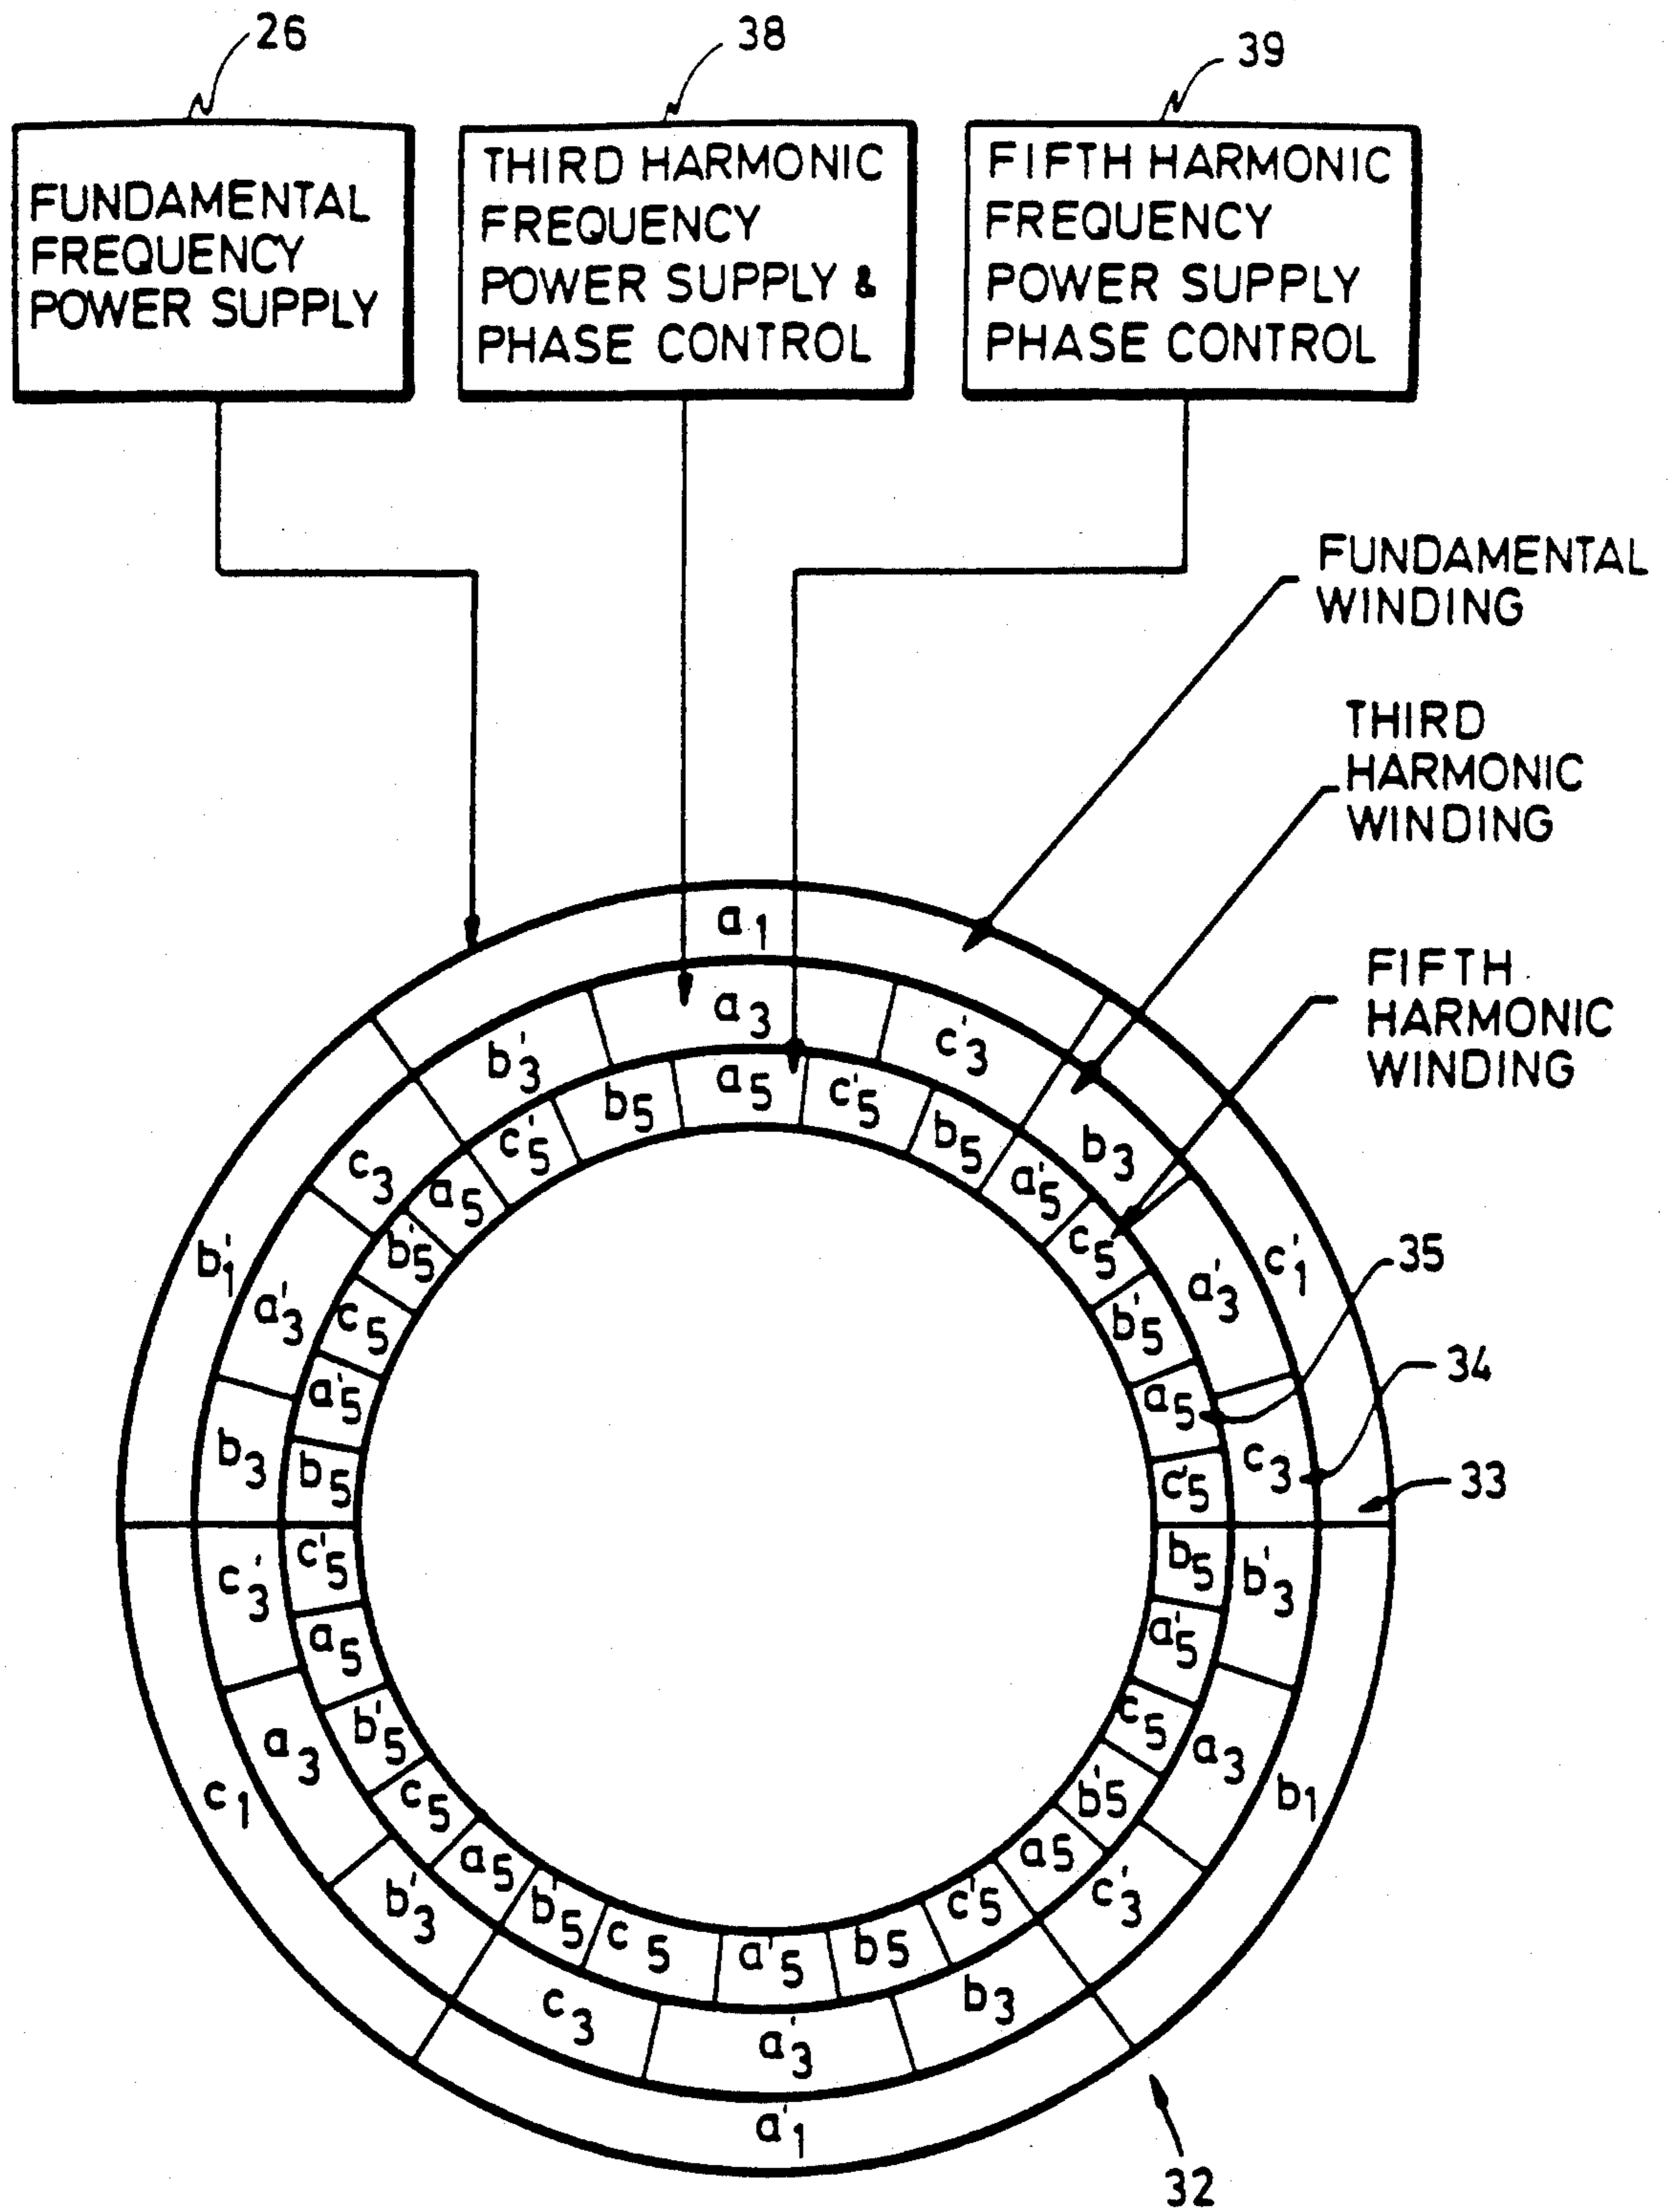 26
38
39
FUNDAMENTAL
FREQUENCY
POWER SUPPLY
THIRD HARMONIC
FREQUENCY
POWER SUPPLY &
PHASE CONTROL
FIFTH HARMONIC
FREQUENCY
POWER SUPPLY
PHASE CONTROL
FUNDAMENTAL
WINDING
THIRD
HARMONIC
WINDING
FIFTH
HARMONIC
WINDING
a1
c'1
b1
a'1
c1
b'1
a3
c'3
b3
a'3
c3
b'3
a3
c'3
b3
a'3
c3
b'3
a3
c'3
b3
a'3
c3
b'3
a5
c'5
b5
a'5
c5
b'5
a5
c'5
b5
a'5
c5
b'5
a5
c'5
b5
a'5
c5
b'5
a5
c5
b'5
a5
c'5
b5
a'5
c5
b'5
a5
c'5
b5
35
34
33
32